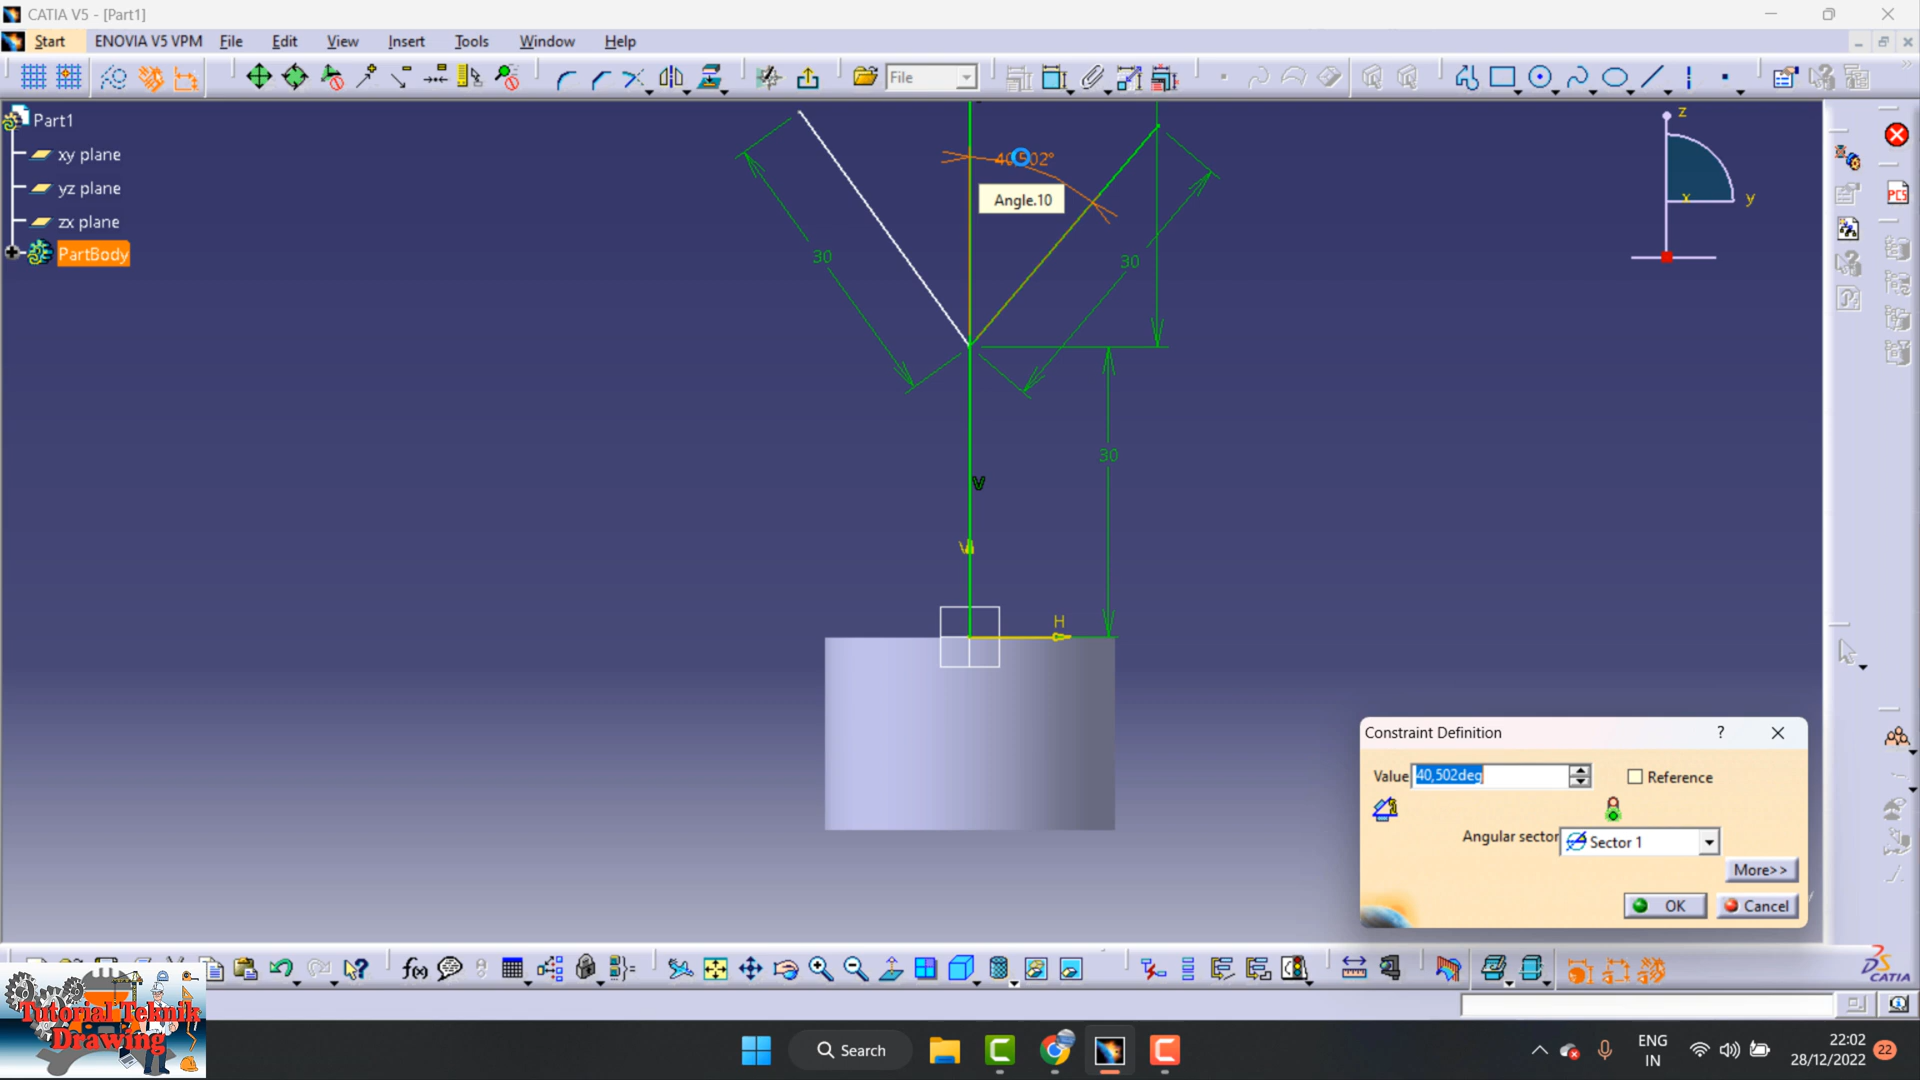 CATIA V5 - [Part1]
Start ENOVIA V5 VPM File Edit View Insert Tools Window Help
File
Part1
xy plane
yz plane
zx plane
PartBody
Angle.10
30
30
30
V
H
z
x
y
PCS
Constraint Definition ?
Value 40,502deg Reference
Angular sector Sector 1
More>>
OK Cancel
f(x)
CATIA
Tutorial Teknik
Drawing
Search
ENG
IN
22:02
28/12/2022
22